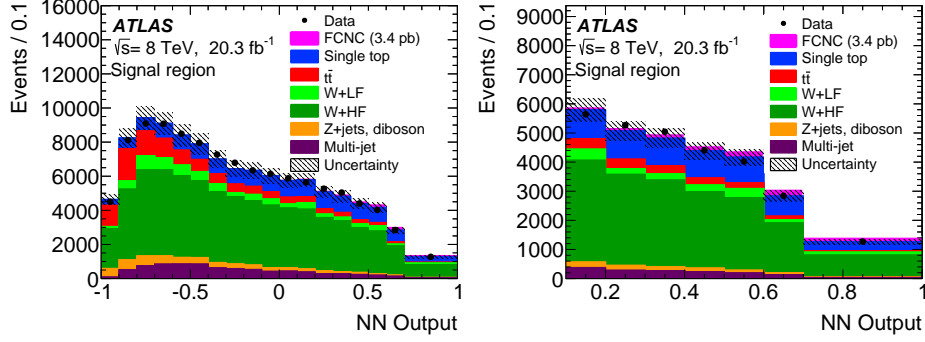 Events / 0.1
16000
14000
12000
10000
8000
6000
4000
2000
0
ATLAS
√s= 8 TeV, 20.3 fb-1
Signal region
Data
FCNC (3.4 pb)
Single top
tt̄
W+LF
W+HF
Z+jets, diboson
Multi-jet
Uncertainty
-1 -0.5 0 0.5 1
NN Output
Events / 0.1
9000
8000
7000
6000
5000
4000
3000
2000
1000
0
ATLAS
√s= 8 TeV, 20.3 fb-1
Signal region
Data
FCNC (3.4 pb)
Single top
tt̄
W+LF
W+HF
Z+jets, diboson
Multi-jet
Uncertainty
0.2 0.4 0.6 0.8 1
NN Output